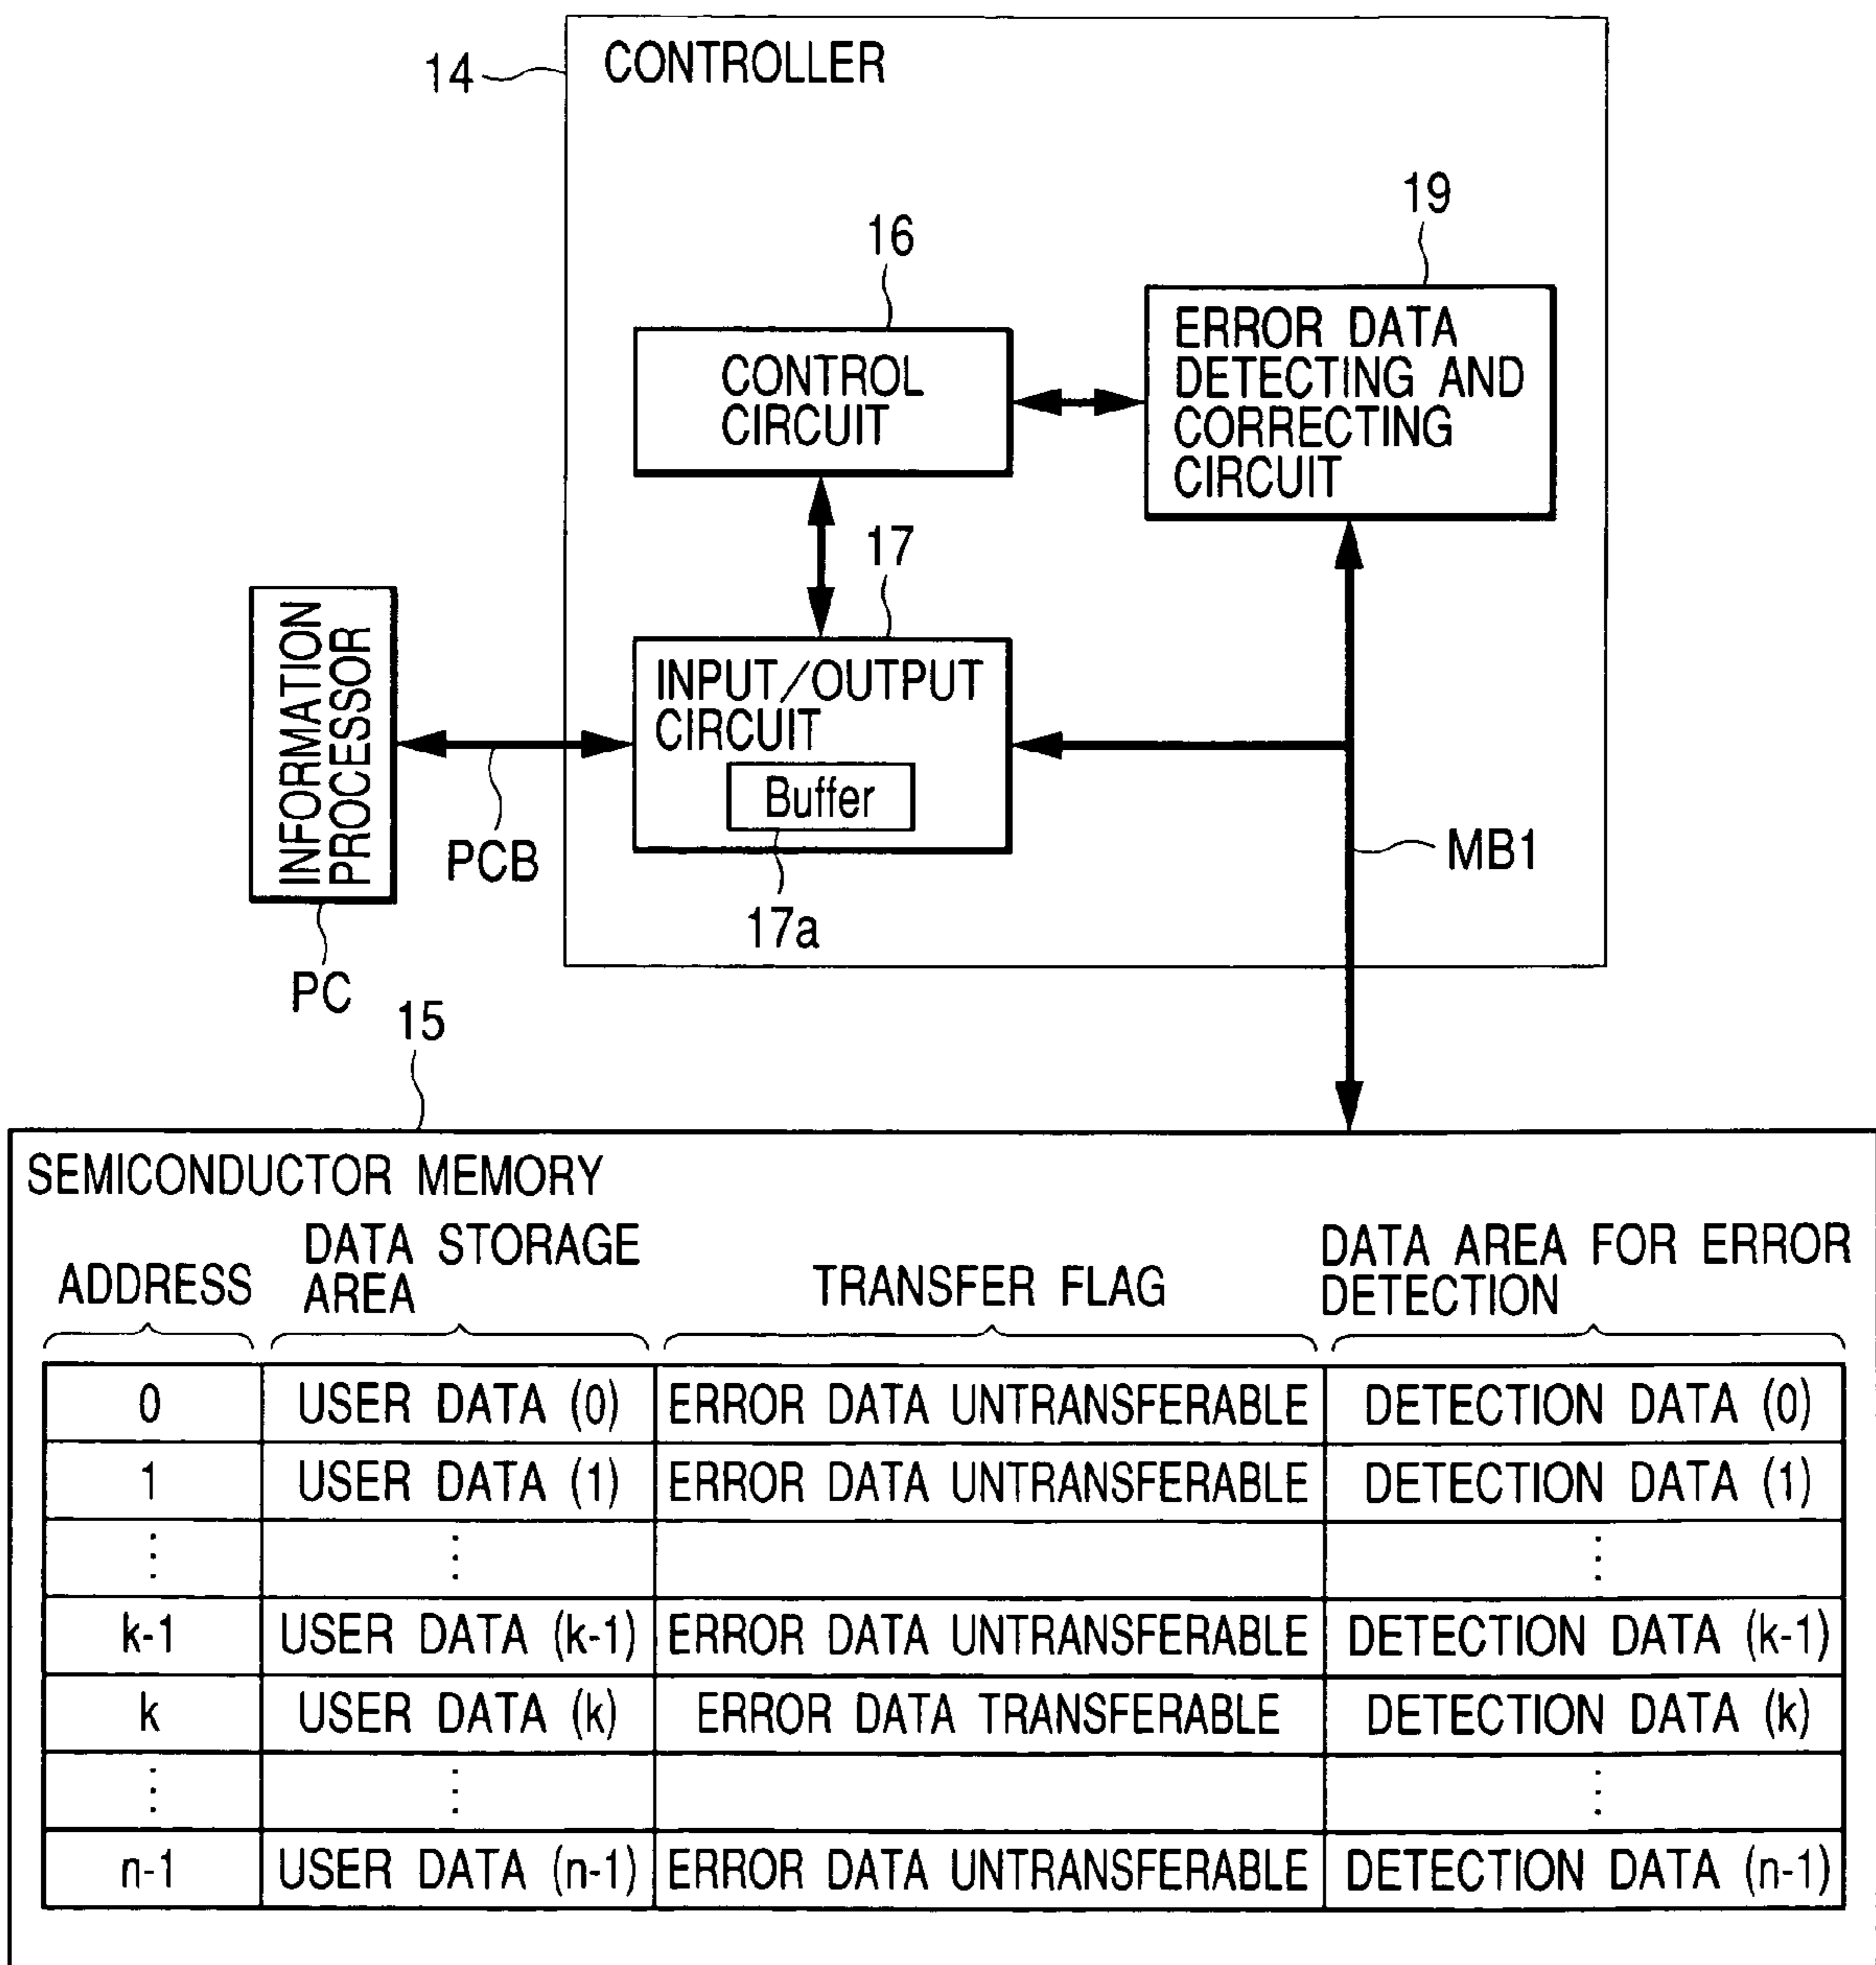 CONTROLLER
14
19
16
ERROR DATA
DETECTING AND
CORRECTING
CIRCUIT
CONTROL
CIRCUIT
17
INFORMATION
PROCESSOR
INPUT/OUTPUT
CIRCUIT
Buffer
PCB
MB1
17a
PC
15
SEMICONDUCTOR MEMORY
ADDRESS
DATA STORAGE
AREA
TRANSFER FLAG
DATA AREA FOR ERROR
DETECTION
0 USER DATA (0) ERROR DATA UNTRANSFERABLE DETECTION DATA (0)
1 USER DATA (1) ERROR DATA UNTRANSFERABLE DETECTION DATA (1)
⋮ ⋮ ⋮
k-1 USER DATA (k-1) ERROR DATA UNTRANSFERABLE DETECTION DATA (k-1)
k USER DATA (k) ERROR DATA TRANSFERABLE DETECTION DATA (k)
⋮ ⋮ ⋮
n-1 USER DATA (n-1) ERROR DATA UNTRANSFERABLE DETECTION DATA (n-1)